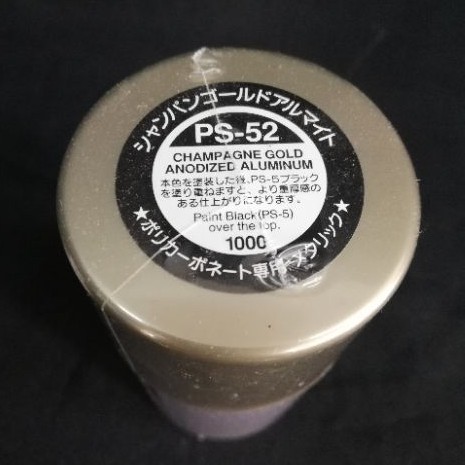 シャンパンゴールドアルマイト
PS-52
CHAMPAGNE GOLD
ANODIZED ALUMINUM
本色を塗装した後、PS-5ブラック
を塗り重ねますと、より重厚感の
ある仕上がりになります。
Paint Black(PS-5)
over the top.
1000
★ポリカーボネート専用・メタリック★